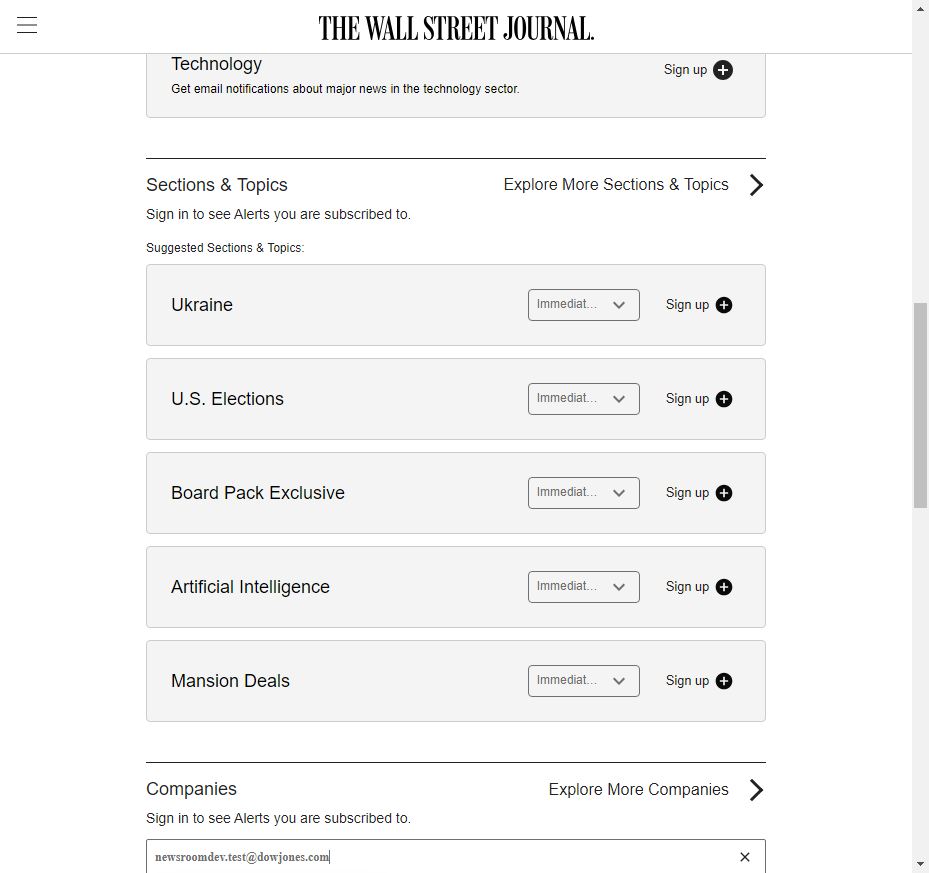 THE WALL STREET JOURNAL.
Technology
Sign up
Get email notifications about major news in the technology sector.
Sections & Topics
Explore More Sections & Topics
Sign in to see Alerts you are subscribed to.
Suggested Sections & Topics:
Ukraine
Immediat...
Sign up
U.S. Elections
Immediat...
Sign up
Board Pack Exclusive
Immediat...
Sign up
Artificial Intelligence
Immediat...
Sign up
Mansion Deals
Immediat...
Sign up
Companies
Explore More Companies
Sign in to see Alerts you are subscribed to.
newsroomdev.test@dowjones.com